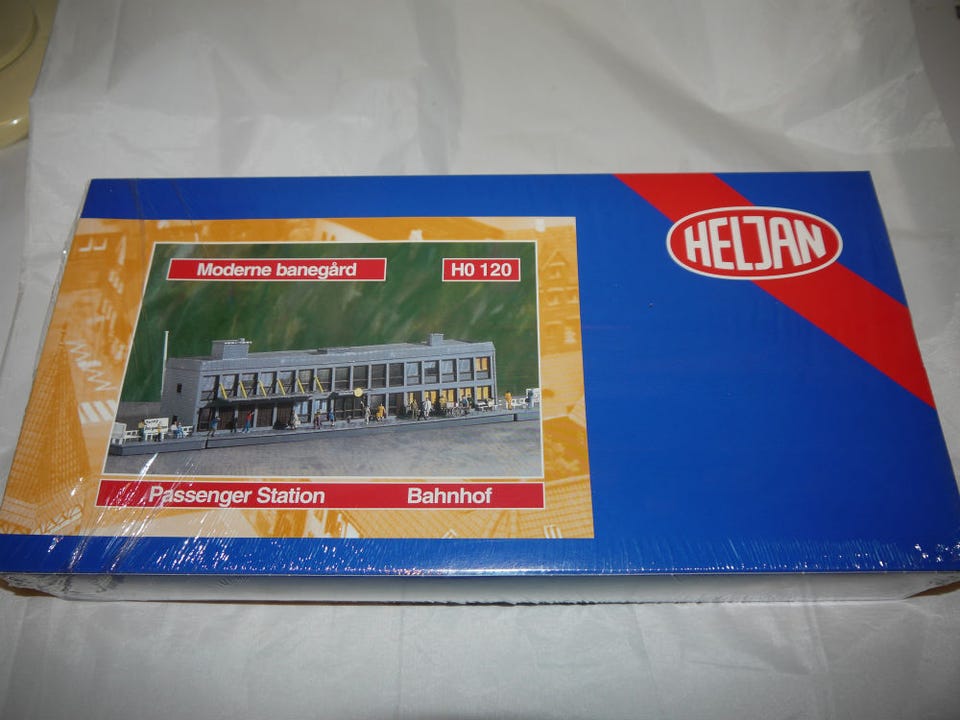 HELJAN
Moderne banegård
H0 120
Passenger Station
Bahnhof